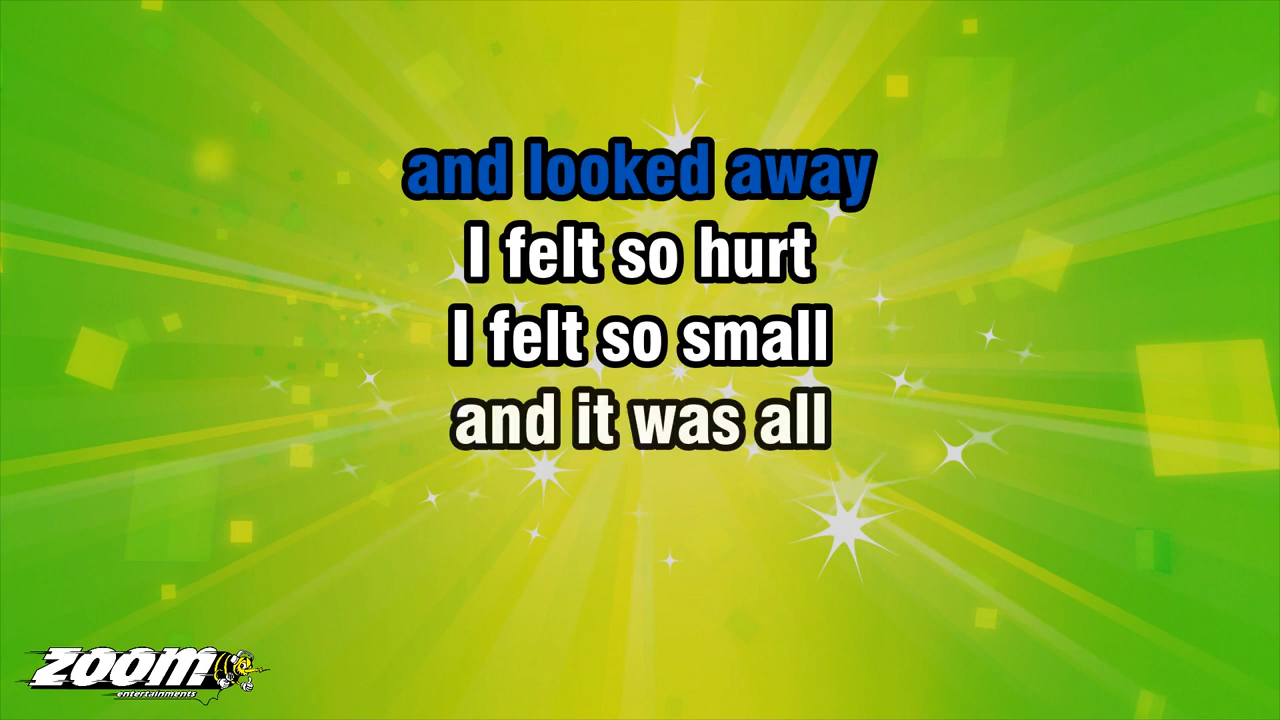 and looked away
I felt so hurt
I felt so small
and it was all
zoom
entertainments